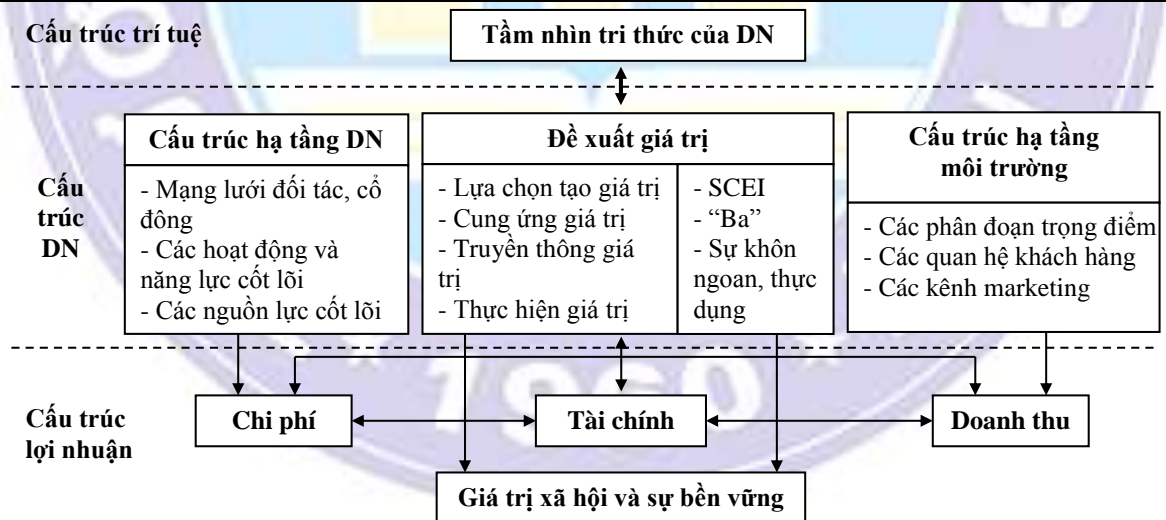 Cấu trúc trí tuệ
Tầm nhìn tri thức của DN
Cấu
trúc
DN
Cấu trúc hạ tầng DN
- Mạng lưới đối tác, cổ
đông
- Các hoạt động và
năng lực cốt lõi
- Các nguồn lực cốt lõi
Đề xuất giá trị
- Lựa chọn tạo giá trị
- Cung ứng giá trị
- Truyền thông giá
trị
- Thực hiện giá trị
- SCEI
- “Ba”
- Sự khôn
ngoan, thực
dụng
Cấu trúc hạ tầng
môi trường
- Các phân đoạn trọng điểm
- Các quan hệ khách hàng
- Các kênh marketing
Cấu trúc
lợi nhuận
Chi phí
Tài chính
Doanh thu
Giá trị xã hội và sự bền vững
1960